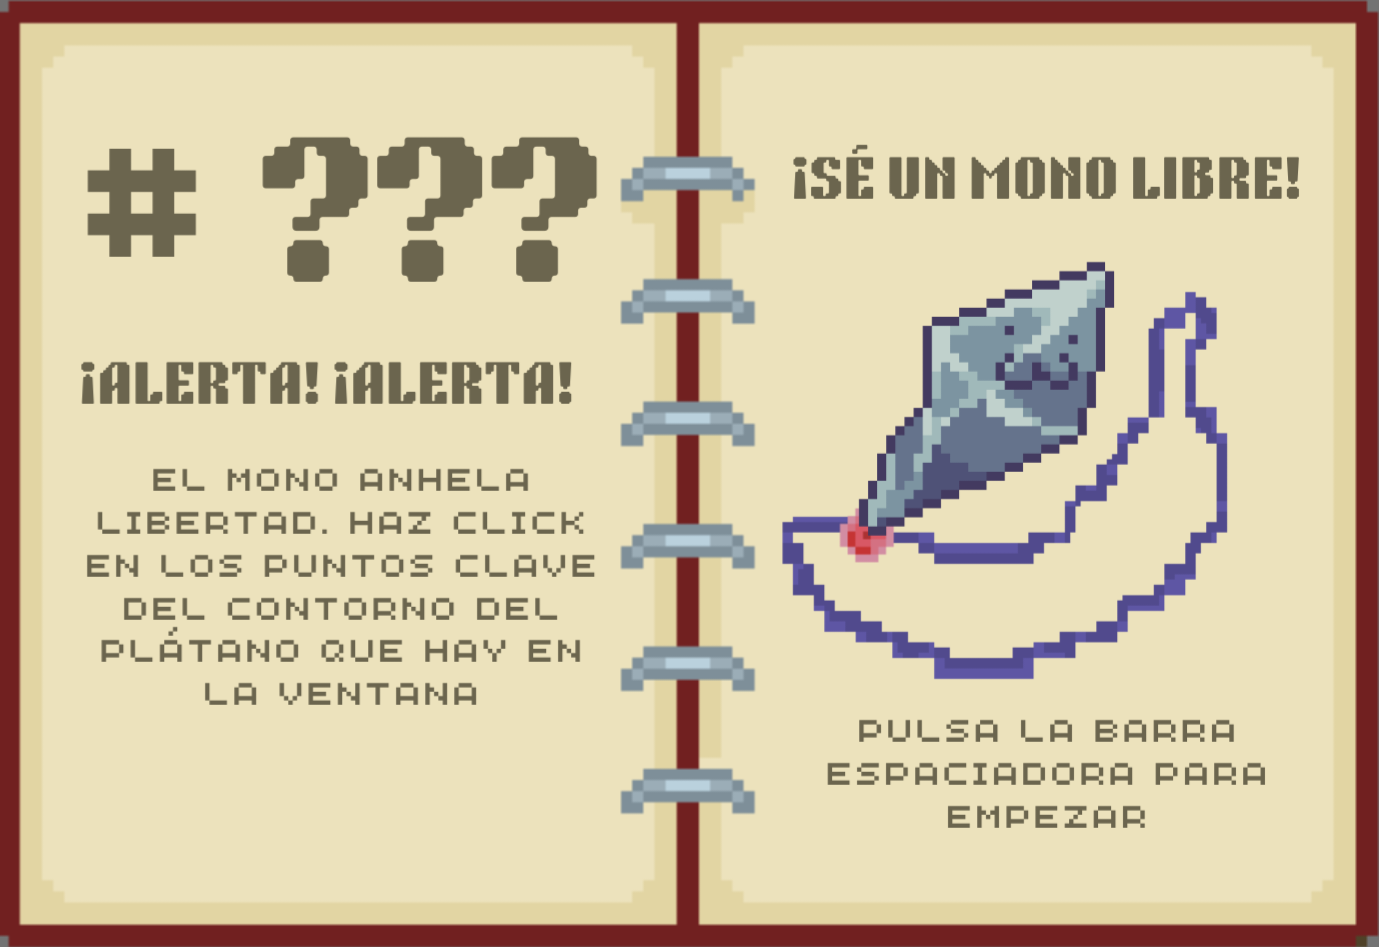 # ???
¡ALERTA! ¡ALERTA!
EL MONO ANHELA
LIBERTAD. HAZ CLICK
EN LOS PUNTOS CLAVE
DEL CONTORNO DEL
PLÁTANO QUE HAY EN
LA VENTANA
¡SÉ UN MONO LIBRE!
PULSA LA BARRA
ESPACIADORA PARA
EMPEZAR